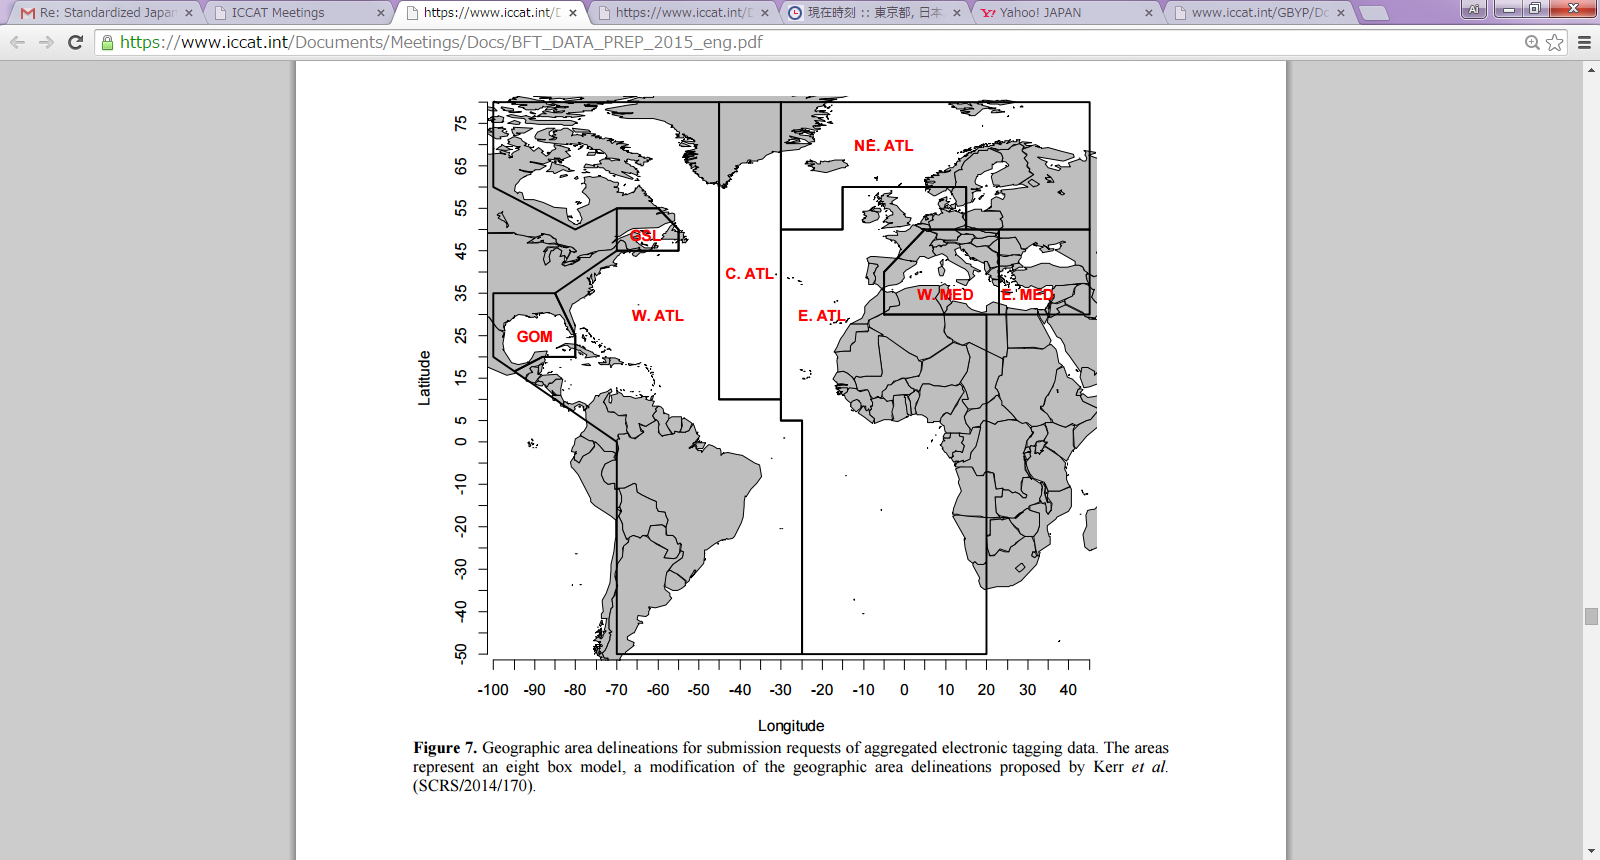 Re: Standardized Japan
ICCAT Meetings
https://www.iccat.int/D
https://www.iccat.int/D
現在時刻 :: 東京都, 日本
Yahoo! JAPAN
www.iccat.int/GBYP/Do
Ai
https://www.iccat.int/Documents/Meetings/Docs/BFT_DATA_PREP_2015_eng.pdf
75
65
55
45
35
25
15
5
0
-10
-20
-30
-40
-50
Latitude
NE. ATL
GSL
C. ATL
W. MED
E. MED
W. ATL
E. ATL
GOM
-100 -90 -80 -70 -60 -50 -40 -30 -20 -10 0 10 20 30 40
Longitude
Figure 7. Geographic area delineations for submission requests of aggregated electronic tagging data. The areas
represent an eight box model, a modification of the geographic area delineations proposed by Kerr et al.
(SCRS/2014/170).